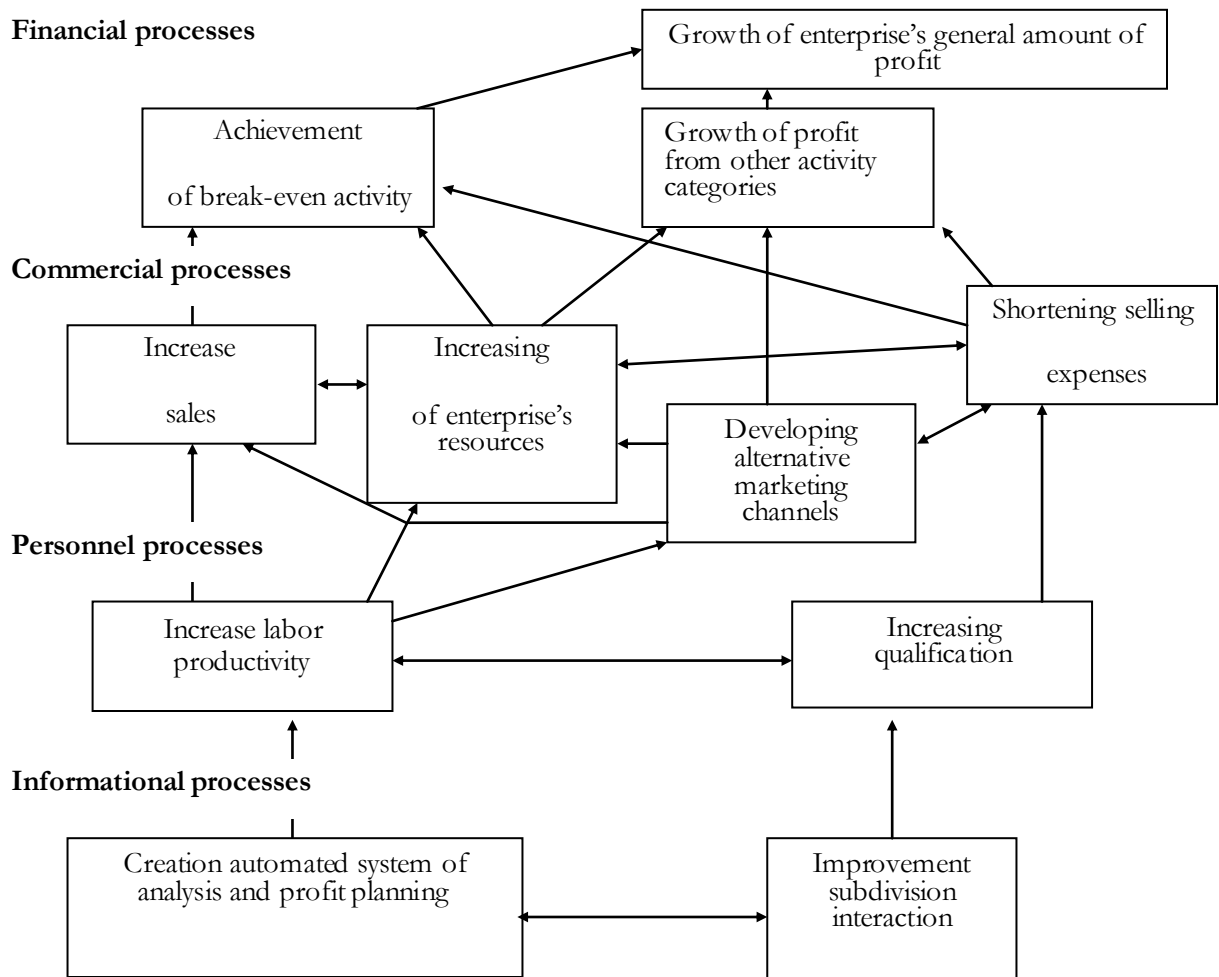 Financial processes
Growth of enterprise’s general amount of
profit
Achievement
of break-even activity
Growth of profit
from other activity
categories
Commercial processes
Increase
sales
Increasing
of enterprise’s
resources
Developing
alternative
marketing
channels
Shortening selling
expenses
Personnel processes
Increase labor
productivity
Increasing
qualification
Informational processes
Creation automated system of
analysis and profit planning
Improvement
subdivision
interaction